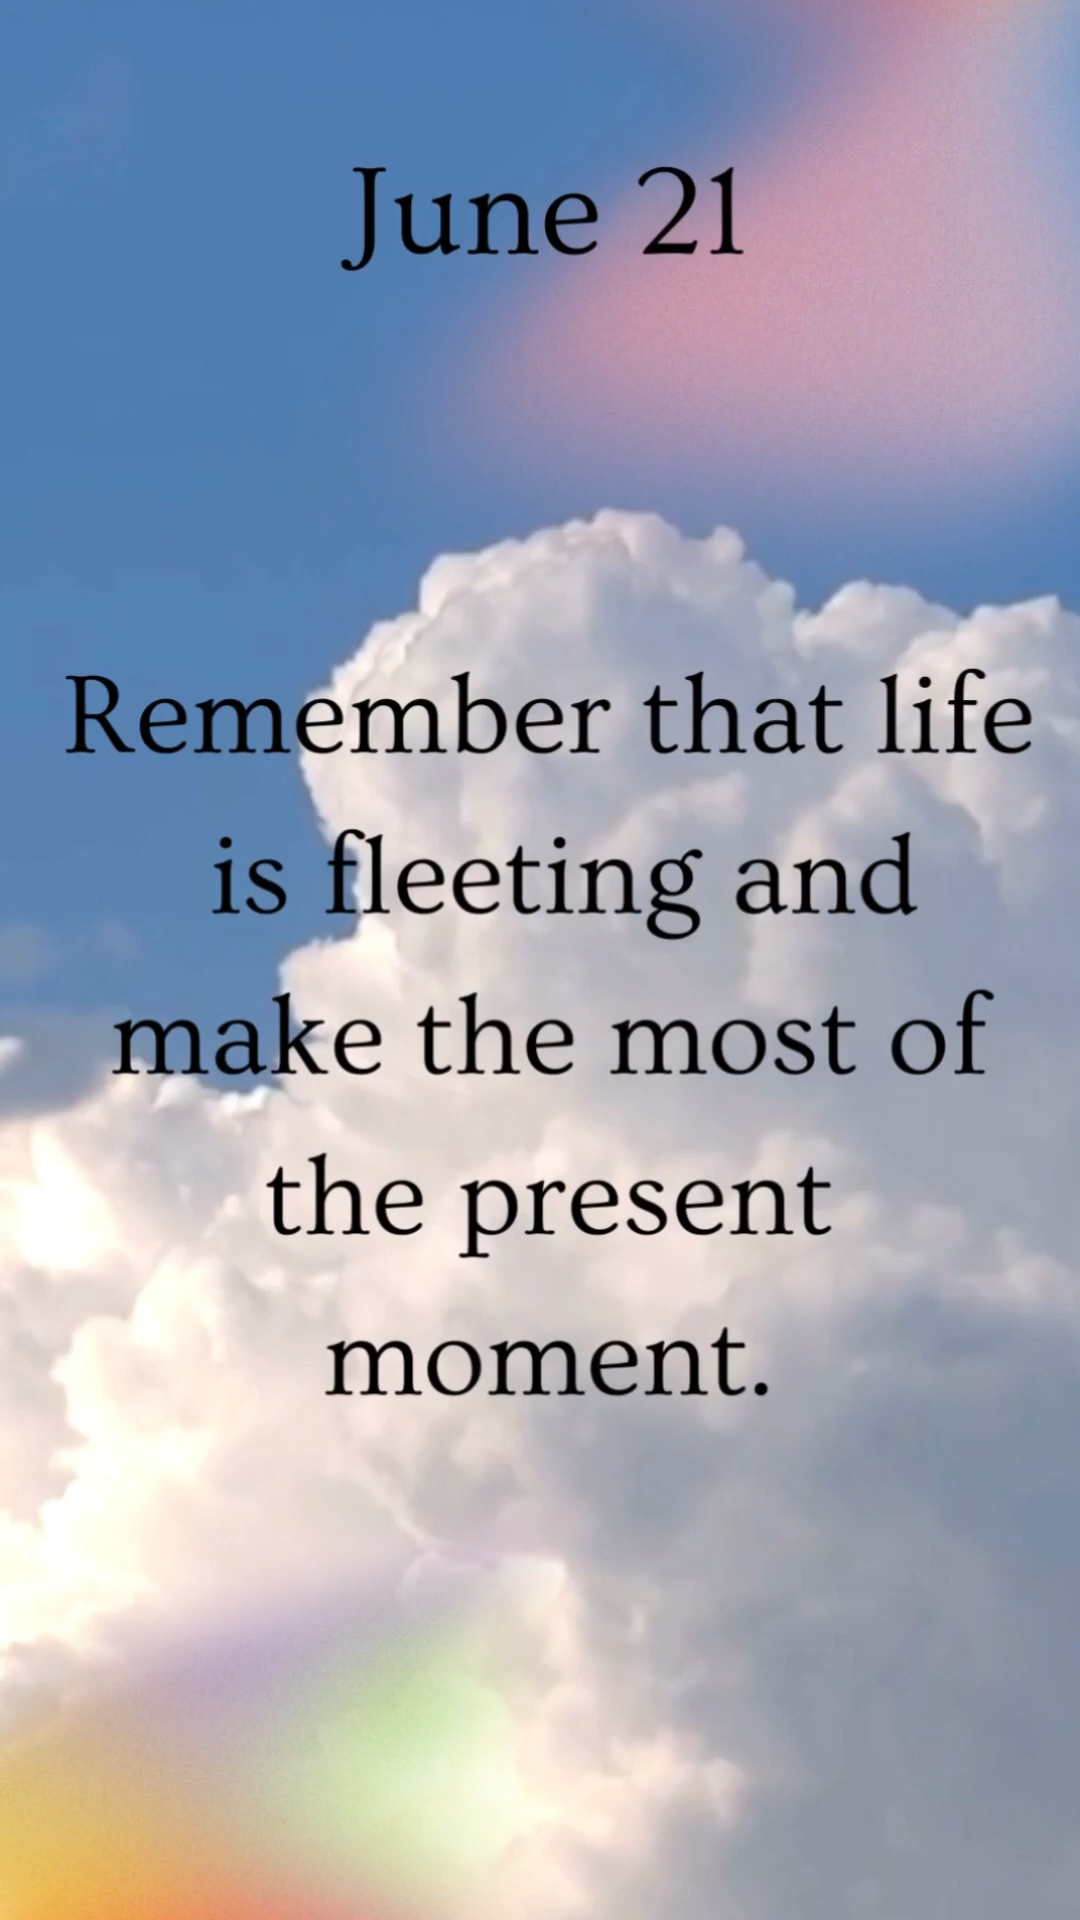 June 21
Remember that life
is fleeting and
make the most of
the present
moment.